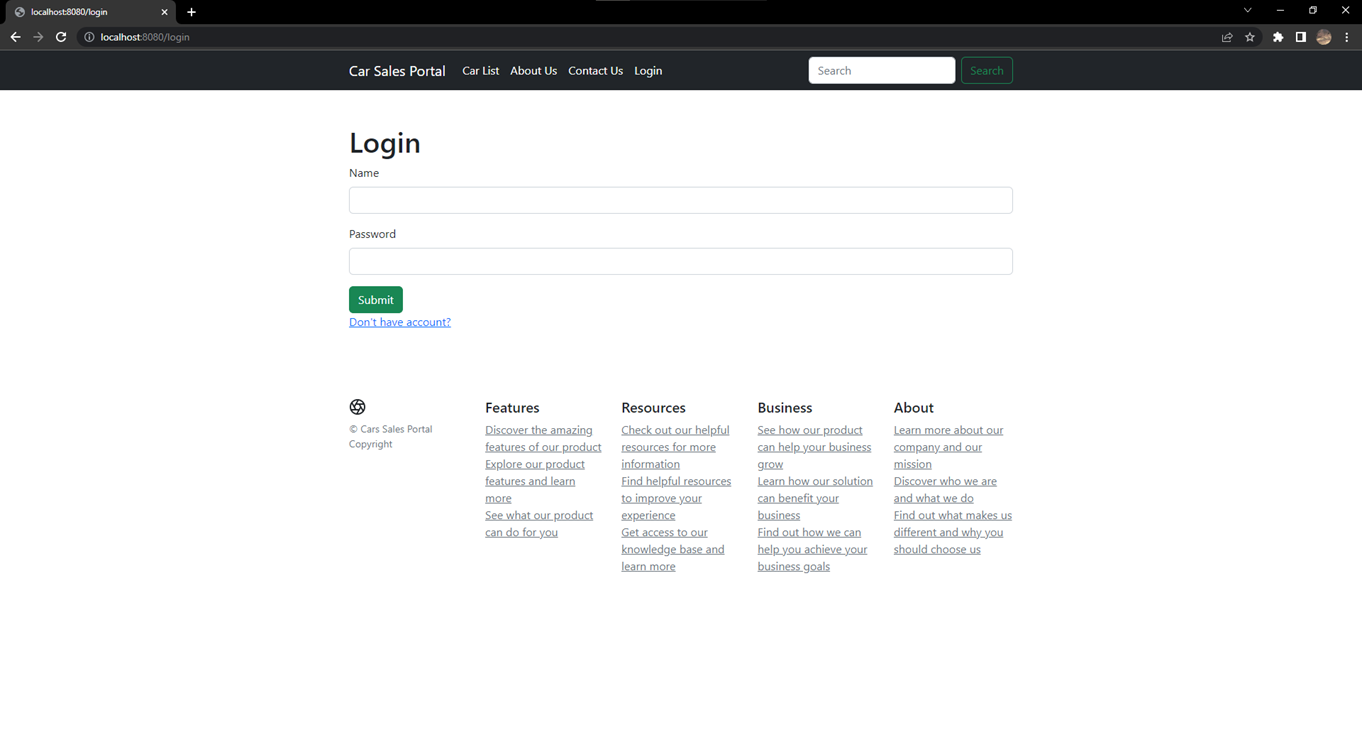 localhost:8080/login
localhost:8080/login
Car Sales Portal Car List About Us Contact Us Login Search Search
Login
Name
Password
Submit
Don't have account?
© Cars Sales Portal
Copyright
Features
Discover the amazing
features of our product
Explore our product
features and learn
more
See what our product
can do for you
Resources
Check out our helpful
resources for more
information
Find helpful resources
to improve your
experience
Get access to our
knowledge base and
learn more
Business
See how our product
can help your business
grow
Learn how our solution
can benefit your
business
Find out how we can
help you achieve your
business goals
About
Learn more about our
company and our
mission
Discover who we are
and what we do
Find out what makes us
different and why you
should choose us